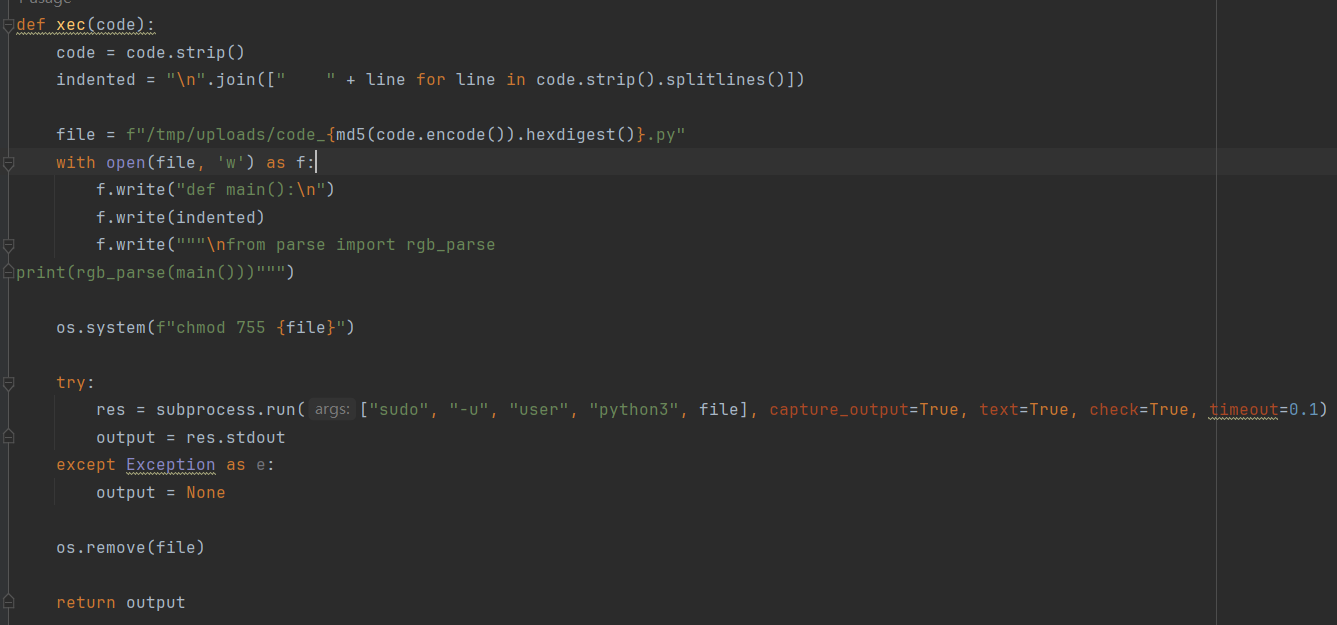 1 usage
def xec(code):
    code = code.strip()
    indented = "\n".join(["    " + line for line in code.strip().splitlines()])
    file = f"/tmp/uploads/code_{md5(code.encode()).hexdigest()}.py"
    with open(file, 'w') as f:
        f.write("def main():\n")
        f.write(indented)
        f.write("""\nfrom parse import rgb_parse
print(rgb_parse(main()))""")
    os.system(f"chmod 755 {file}")
    try:
        res = subprocess.run( args: ["sudo", "-u", "user", "python3", file], capture_output=True, text=True, check=True, timeout=0.1)
        output = res.stdout
    except Exception as e:
        output = None
    os.remove(file)
    return output